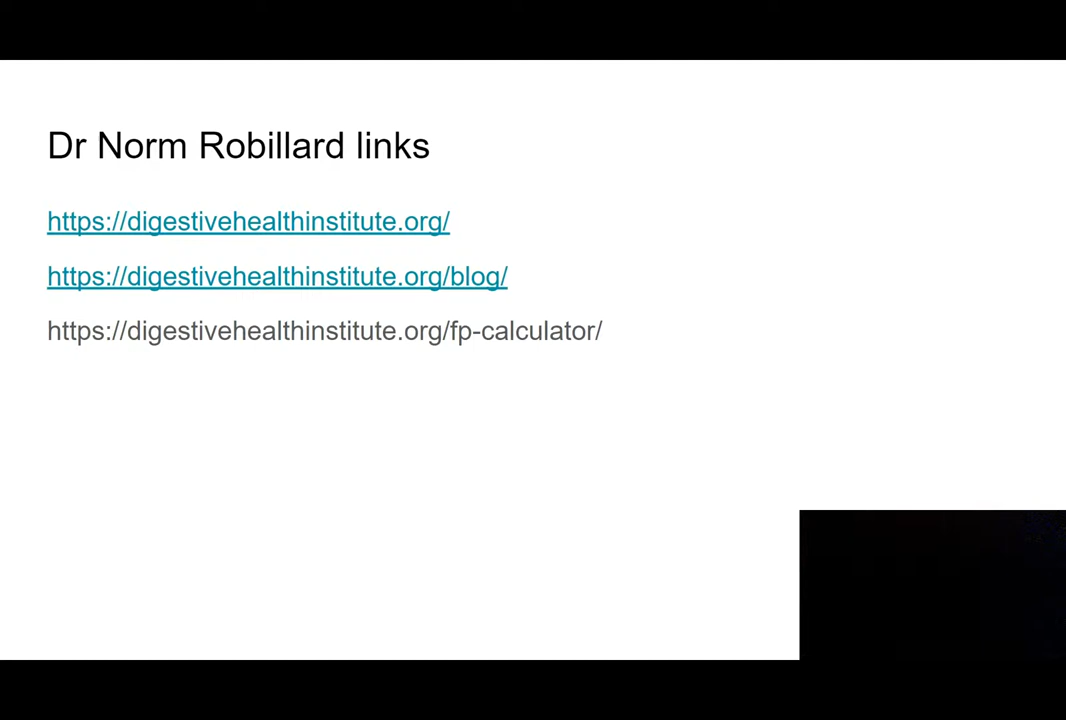 Dr Norm Robillard links
https://digestivehealthinstitute.org/
https://digestivehealthinstitute.org/blog/
https://digestivehealthinstitute.org/fp-calculator/